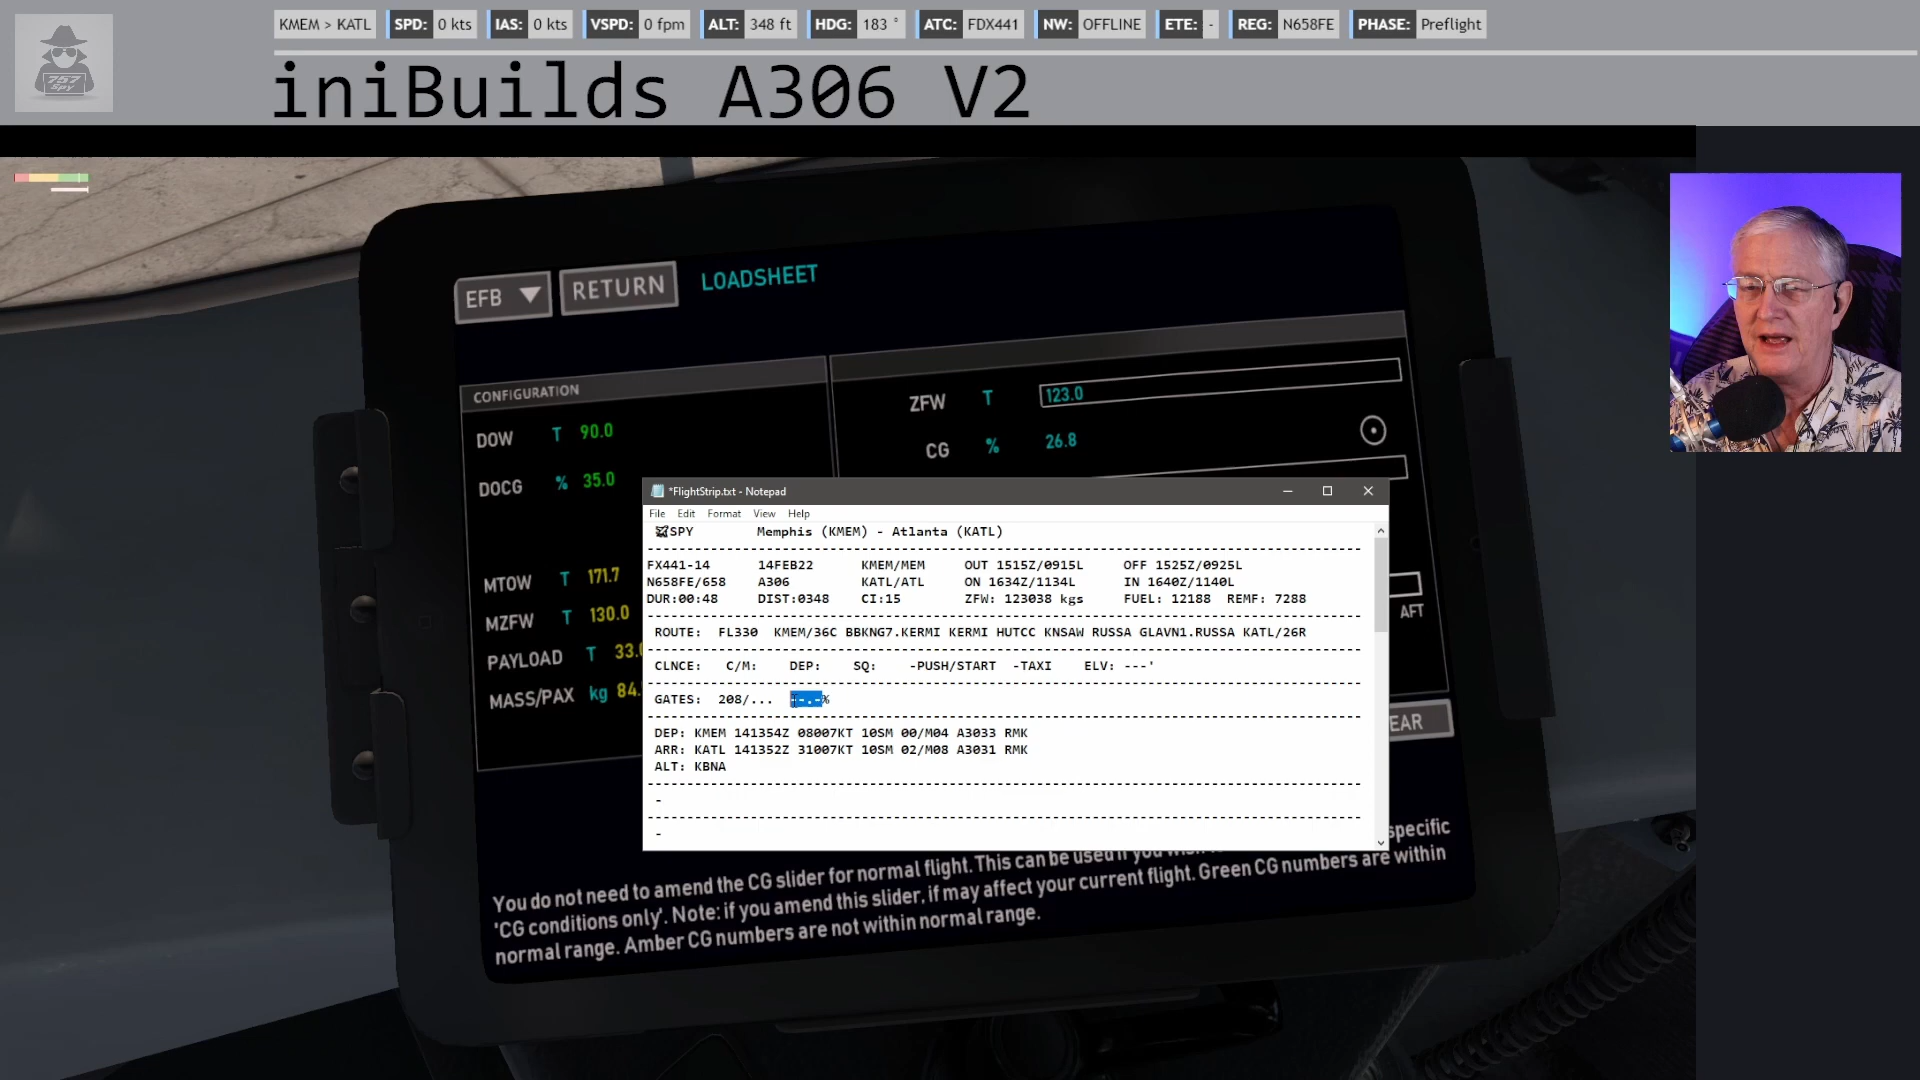 KMEM > KATL SPD: 0 kts IAS: 0 kts VSPD: 0 fpm ALT: 348 ft HDG: 183 ° ATC: FDX441 NW: OFFLINE ETE: - REG: N658FE PHASE: Preflight
757
Spy
iniBuilds A306 V2
EFB RETURN LOADSHEET
CONFIGURATION
DOW T 90.0
DOCG % 35.0
MTOW T 171.7
MZFW T 130.0
PAYLOAD T 33.
MASS/PAX kg 84.
ZFW T 123.0
CG % 26.8
AFT
EAR
*FlightStrip.txt - Notepad
File Edit Format View Help
SPY Memphis (KMEM) - Atlanta (KATL)
FX441-14 14FEB22 KMEM/MEM OUT 1515Z/0915L OFF 1525Z/0925L
N658FE/658 A306 KATL/ATL ON 1634Z/1134L IN 1640Z/1140L
DUR:00:48 DIST:0348 CI:15 ZFW: 123038 kgs FUEL: 12188 REMF: 7288
ROUTE: FL330 KMEM/36C BBKNG7.KERMI KERMI HUTCC KNSAW RUSSA GLAVN1.RUSSA KATL/26R
CLNCE: C/M: DEP: SQ: -PUSH/START -TAXI ELV: ---'
GATES: 208/... --.-%
DEP: KMEM 141354Z 08007KT 10SM 00/M04 A3033 RMK
ARR: KATL 141352Z 31007KT 10SM 02/M08 A3031 RMK
ALT: KBNA
-
-
You do not need to amend the CG slider for normal flight. This can be used if you specific
'CG conditions only'. Note: if you amend this slider, if may affect your current flight. Green CG numbers are within
normal range. Amber CG numbers are not within normal range.